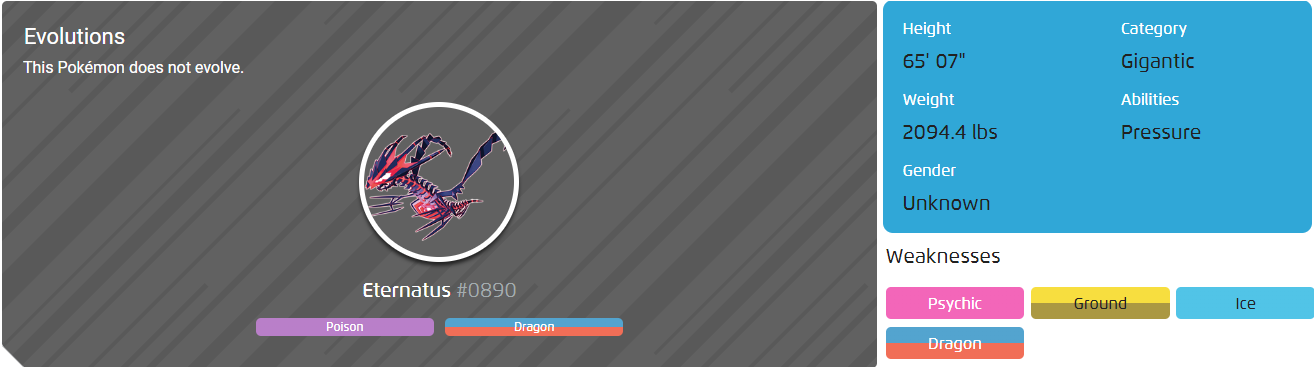 Evolutions
This Pokémon does not evolve.
Eternatus #0890
Poison
Dragon
Height
65' 07"
Category
Gigantic
Weight
2094.4 lbs
Abilities
Pressure
Gender
Unknown
Weaknesses
Psychic
Ground
Ice
Dragon